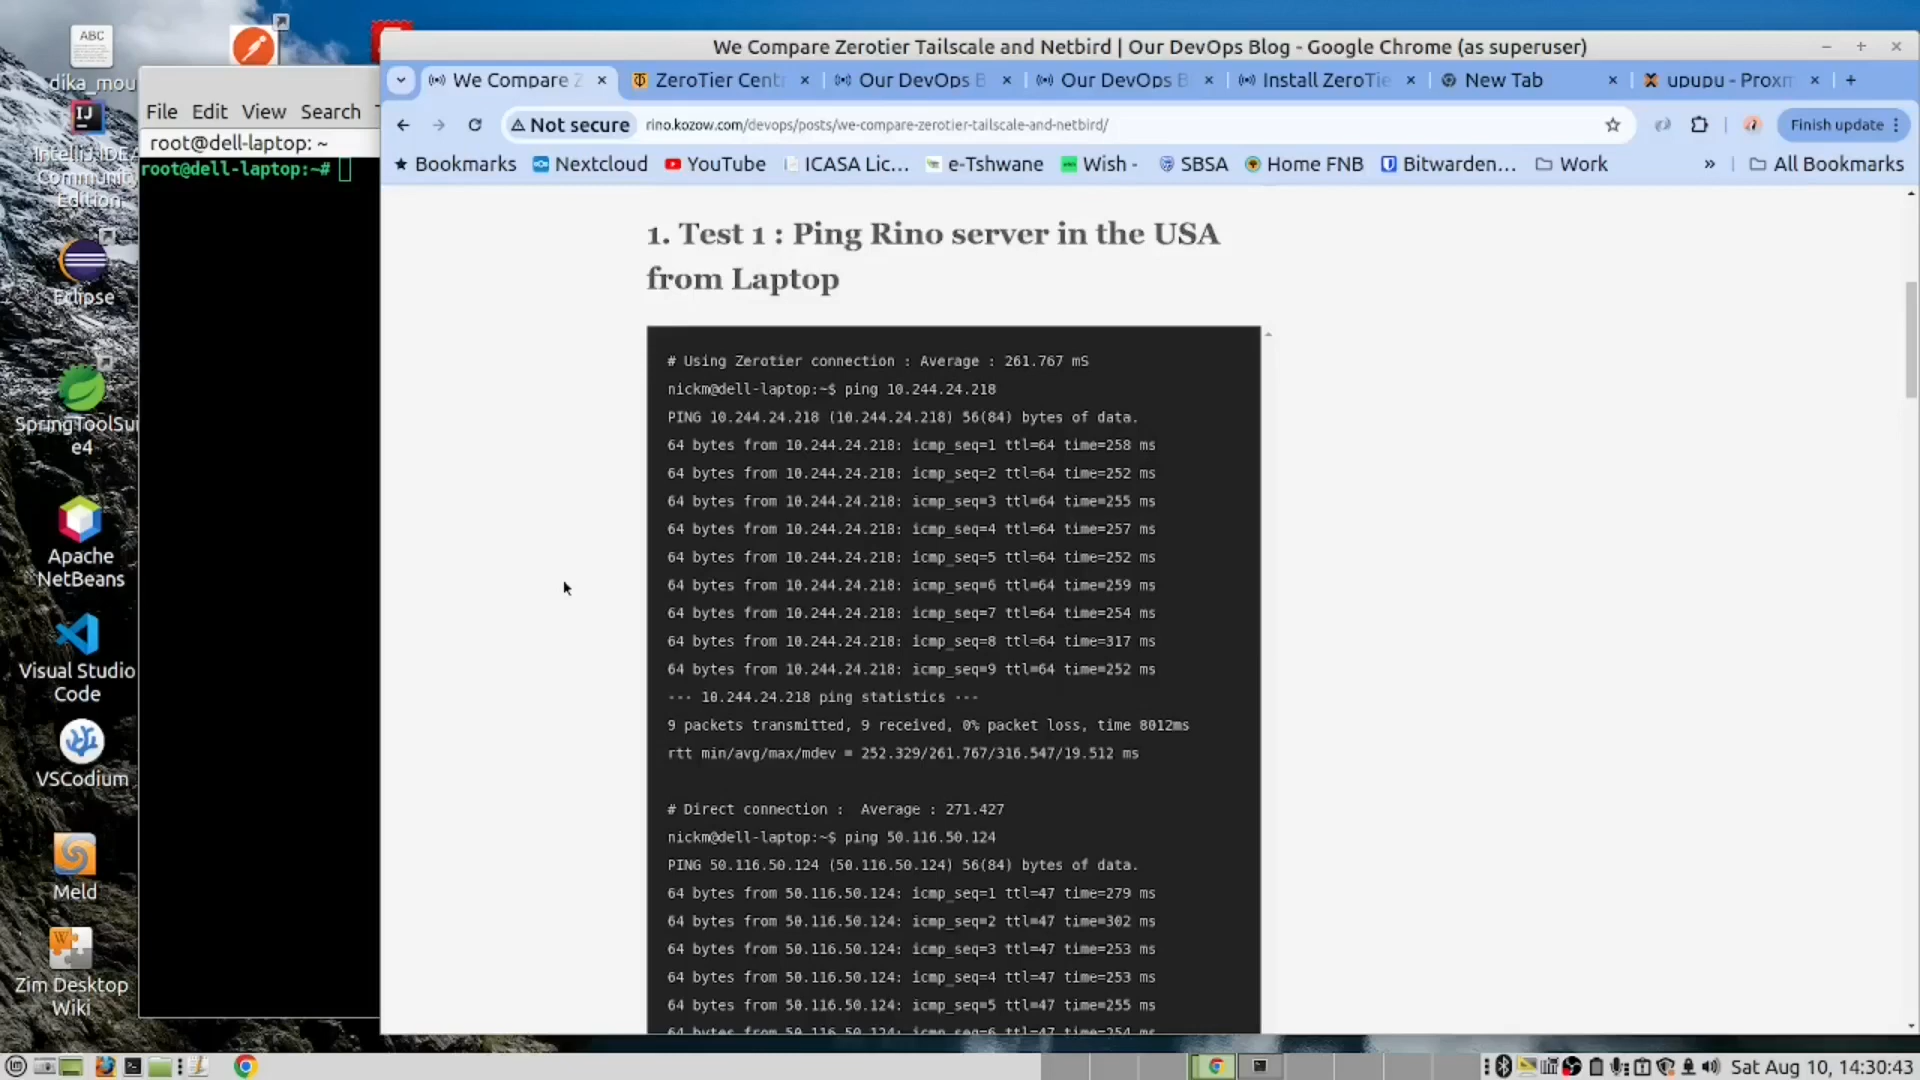 ABC
dika_mou
IntelliJ IDEA
Community
Edition
Eclipse
SpringToolSui
e4
Apache
NetBeans
Visual Studio
Code
VSCodium
Meld
Zim Desktop
Wiki
File Edit View Search
root@dell-laptop: ~
root@dell-laptop:~#
We Compare Zerotier Tailscale and Netbird | Our DevOps Blog - Google Chrome (as superuser)
We Compare Z
ZeroTier Cent
Our DevOps B
Our DevOps B
Install ZeroTie
New Tab
upupu - Proxm
Not secure rino.kozow.com/devops/posts/we-compare-zerotier-tailscale-and-netbird/
Finish update
Bookmarks Nextcloud YouTube ICASA Lic... e-Tshwane Wish - SBSA Home FNB Bitwarden... Work » All Bookmarks
1. Test 1 : Ping Rino server in the USA
from Laptop
# Using Zerotier connection : Average : 261.767 mS
nickm@dell-laptop:~$ ping 10.244.24.218
PING 10.244.24.218 (10.244.24.218) 56(84) bytes of data.
64 bytes from 10.244.24.218: icmp_seq=1 ttl=64 time=258 ms
64 bytes from 10.244.24.218: icmp_seq=2 ttl=64 time=252 ms
64 bytes from 10.244.24.218: icmp_seq=3 ttl=64 time=255 ms
64 bytes from 10.244.24.218: icmp_seq=4 ttl=64 time=257 ms
64 bytes from 10.244.24.218: icmp_seq=5 ttl=64 time=252 ms
64 bytes from 10.244.24.218: icmp_seq=6 ttl=64 time=259 ms
64 bytes from 10.244.24.218: icmp_seq=7 ttl=64 time=254 ms
64 bytes from 10.244.24.218: icmp_seq=8 ttl=64 time=317 ms
64 bytes from 10.244.24.218: icmp_seq=9 ttl=64 time=252 ms
--- 10.244.24.218 ping statistics ---
9 packets transmitted, 9 received, 0% packet loss, time 8012ms
rtt min/avg/max/mdev = 252.329/261.767/316.547/19.512 ms
# Direct connection :  Average : 271.427
nickm@dell-laptop:~$ ping 50.116.50.124
PING 50.116.50.124 (50.116.50.124) 56(84) bytes of data.
64 bytes from 50.116.50.124: icmp_seq=1 ttl=47 time=279 ms
64 bytes from 50.116.50.124: icmp_seq=2 ttl=47 time=302 ms
64 bytes from 50.116.50.124: icmp_seq=3 ttl=47 time=253 ms
64 bytes from 50.116.50.124: icmp_seq=4 ttl=47 time=253 ms
64 bytes from 50.116.50.124: icmp_seq=5 ttl=47 time=255 ms
64 bytes from 50.116.50.124: icmp_seq=6 ttl=47 time=254 ms
Sat Aug 10, 14:30:43